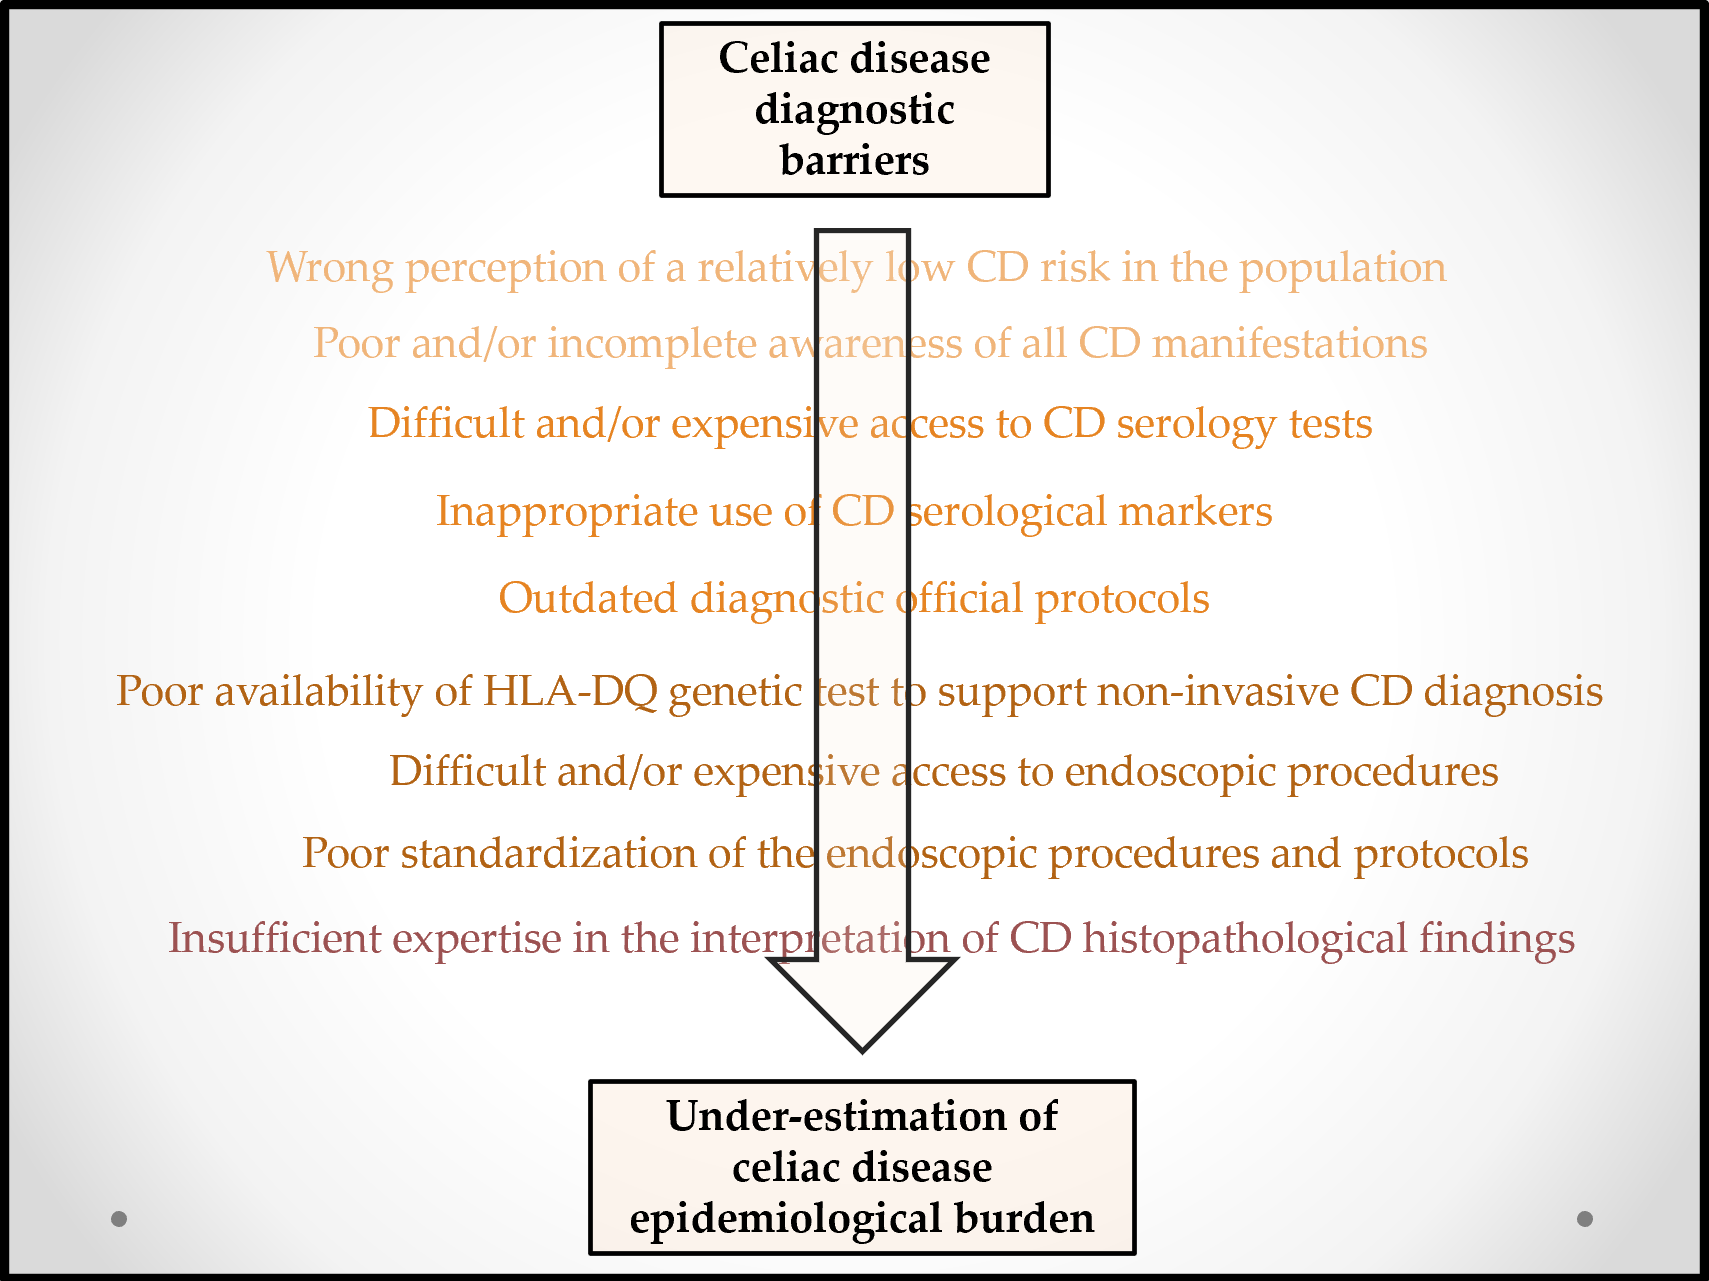 Celiac disease
diagnostic
barriers
Wrong perception of a relatively low CD risk in the population
Poor and/or incomplete awareness of all CD manifestations
Difficult and/or expensive access to CD serology tests
Inappropriate use of CD serological markers
Outdated diagnostic official protocols
Poor availability of HLA-DQ genetic test to support non-invasive CD diagnosis
Difficult and/or expensive access to endoscopic procedures
Poor standardization of the endoscopic procedures and protocols
Insufficient expertise in the interpretation of CD histopathological findings
Under-estimation of
celiac disease
epidemiological burden